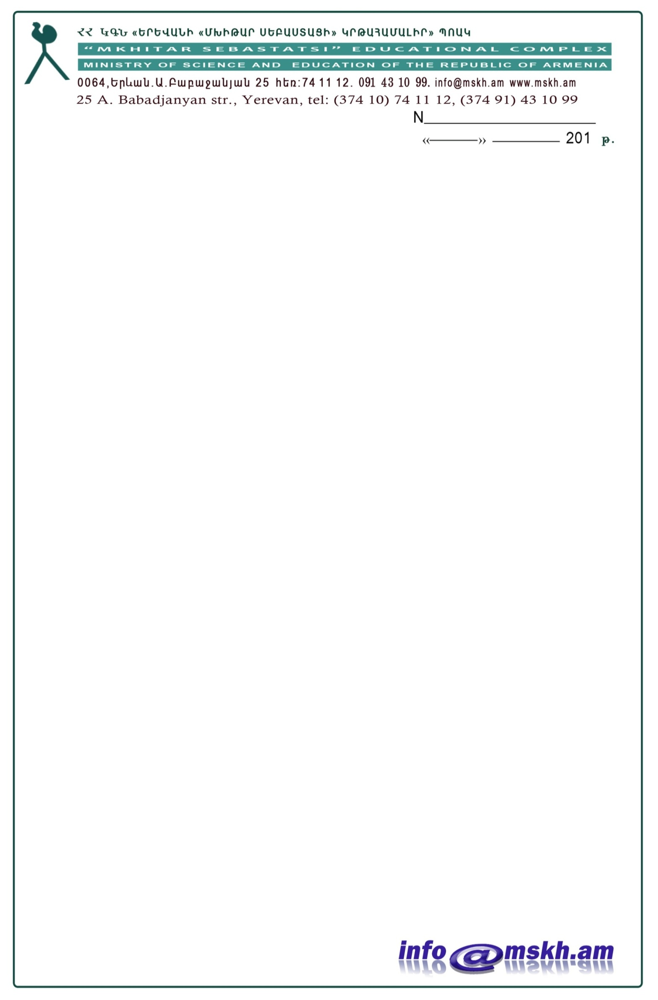 ՀՀ ԿԳՆ «ԵՐԵՎԱՆԻ «ՄԽԻԹԱՐ ՍԵԲԱՍՏԱՑԻ» ԿՐԹԱՀԱՄԱԼԻՐ» ՊՈԱԿ
“MKHITAR SEBASTATSI” EDUCATIONAL COMPLEX
MINISTRY OF SCIENCE AND EDUCATION OF THE REPUBLIC OF ARMENIA
0064,Երևան.Ա.Բաբաջանյան 25 հեռ:74 11 12. 091 43 10 99. info@mskh.am www.mskh.am
25 A. Babadjanyan str., Yerevan, tel: (374 10) 74 11 12, (374 91) 43 10 99
N____________________
‹‹______›› ________ 201 թ.
info@mskh.am